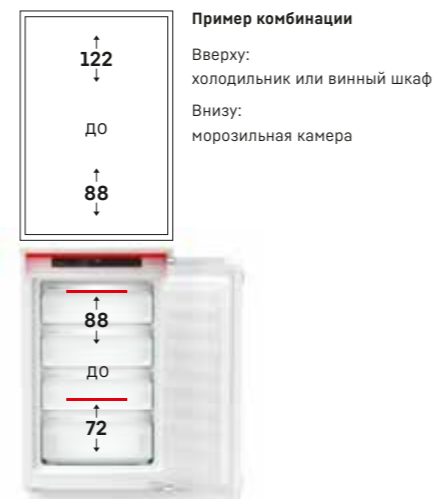 Пример комбинации
Вверху:
холодильник или винный шкаф
Внизу:
морозильная камера
122
ДО
88
88
ДО
72